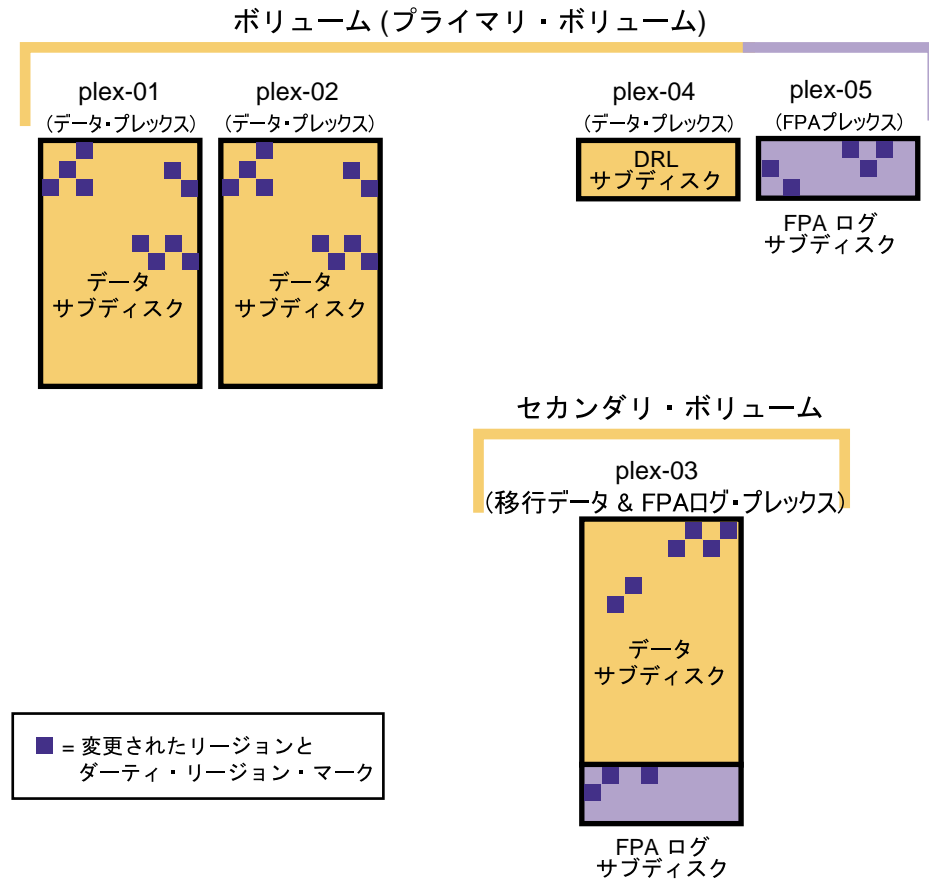 ボリューム (プライマリ・ボリューム)
plex-01
(データ・プレックス)
plex-02
(データ・プレックス)
plex-04
(データ・プレックス)
plex-05
(FPAプレックス)
データ
サブディスク
データ
サブディスク
DRL
サブディスク
FPA ログ
サブディスク
セカンダリ・ボリューム
plex-03
(移行データ & FPAログ・プレックス)
データ
サブディスク
= 変更されたリージョンと
ダーティ・リージョン・マーク
FPA ログ
サブディスク